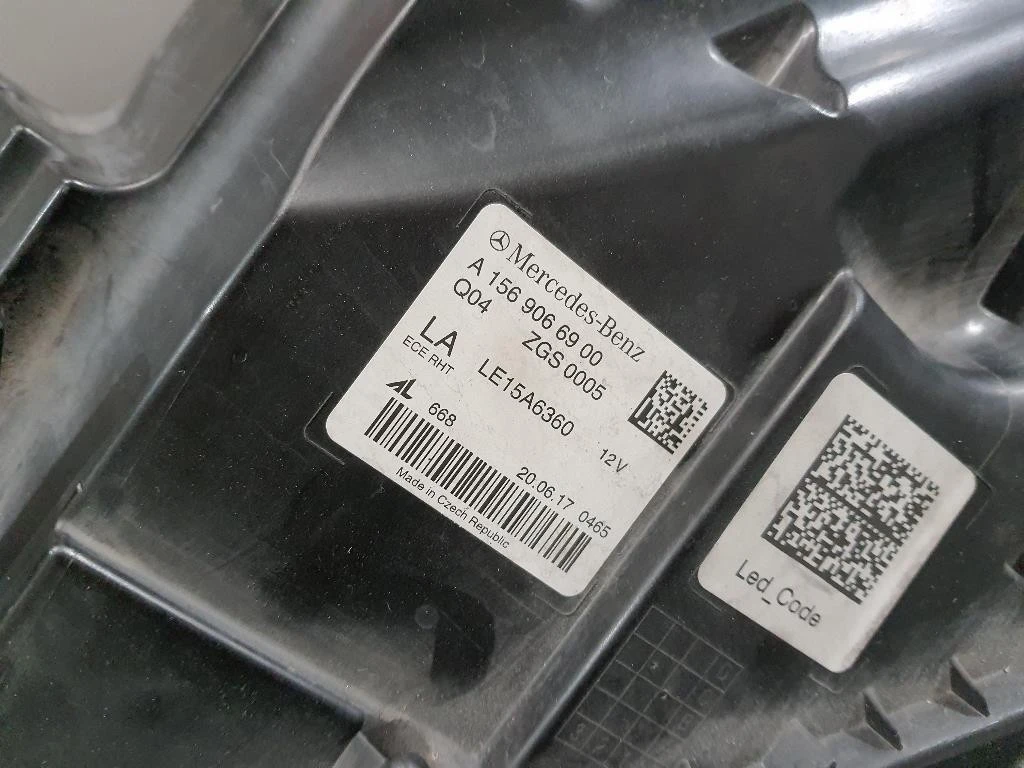 Mercedes-Benz
A 156 906 69 00
Q04 ZGS 0005
LA LE15A6360
ECE RHT
668 12V
20.06.17 0465
Made in Czech Republic
Led_Code